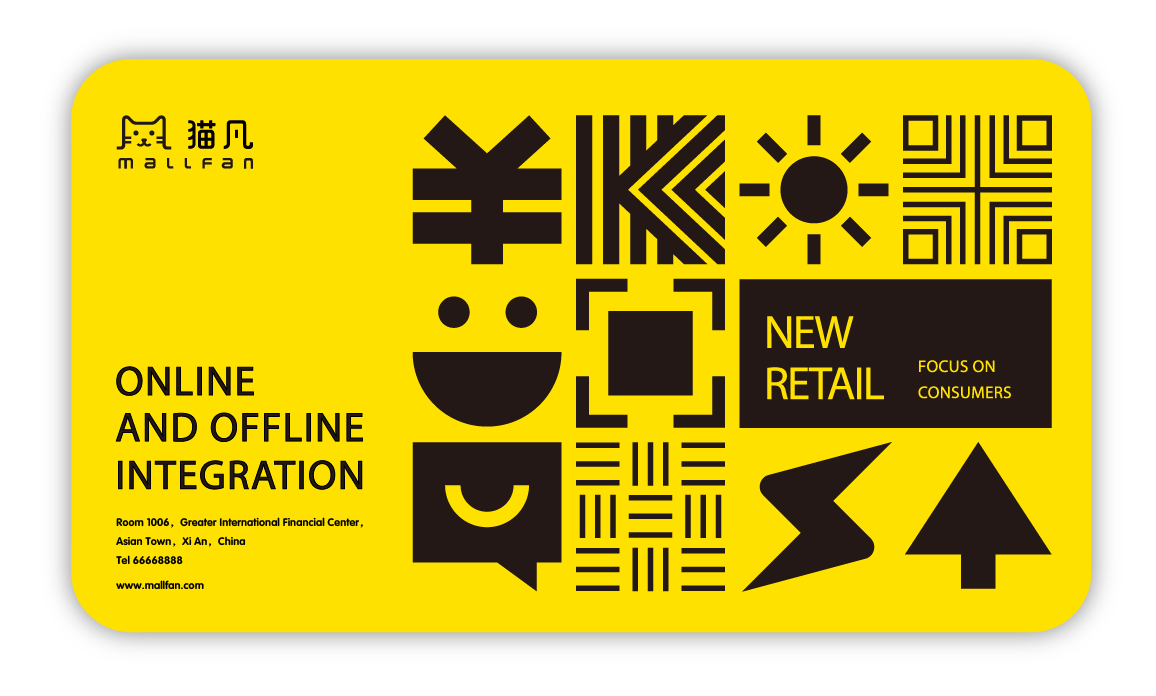 猫凡
mallfan
ONLINE
AND OFFLINE
INTEGRATION
Room 1006，Greater International Financial Center，
Asian Town，Xi An，China
Tel 66668888
www.mallfan.com
¥
NEW
RETAIL
FOCUS ON
CONSUMERS